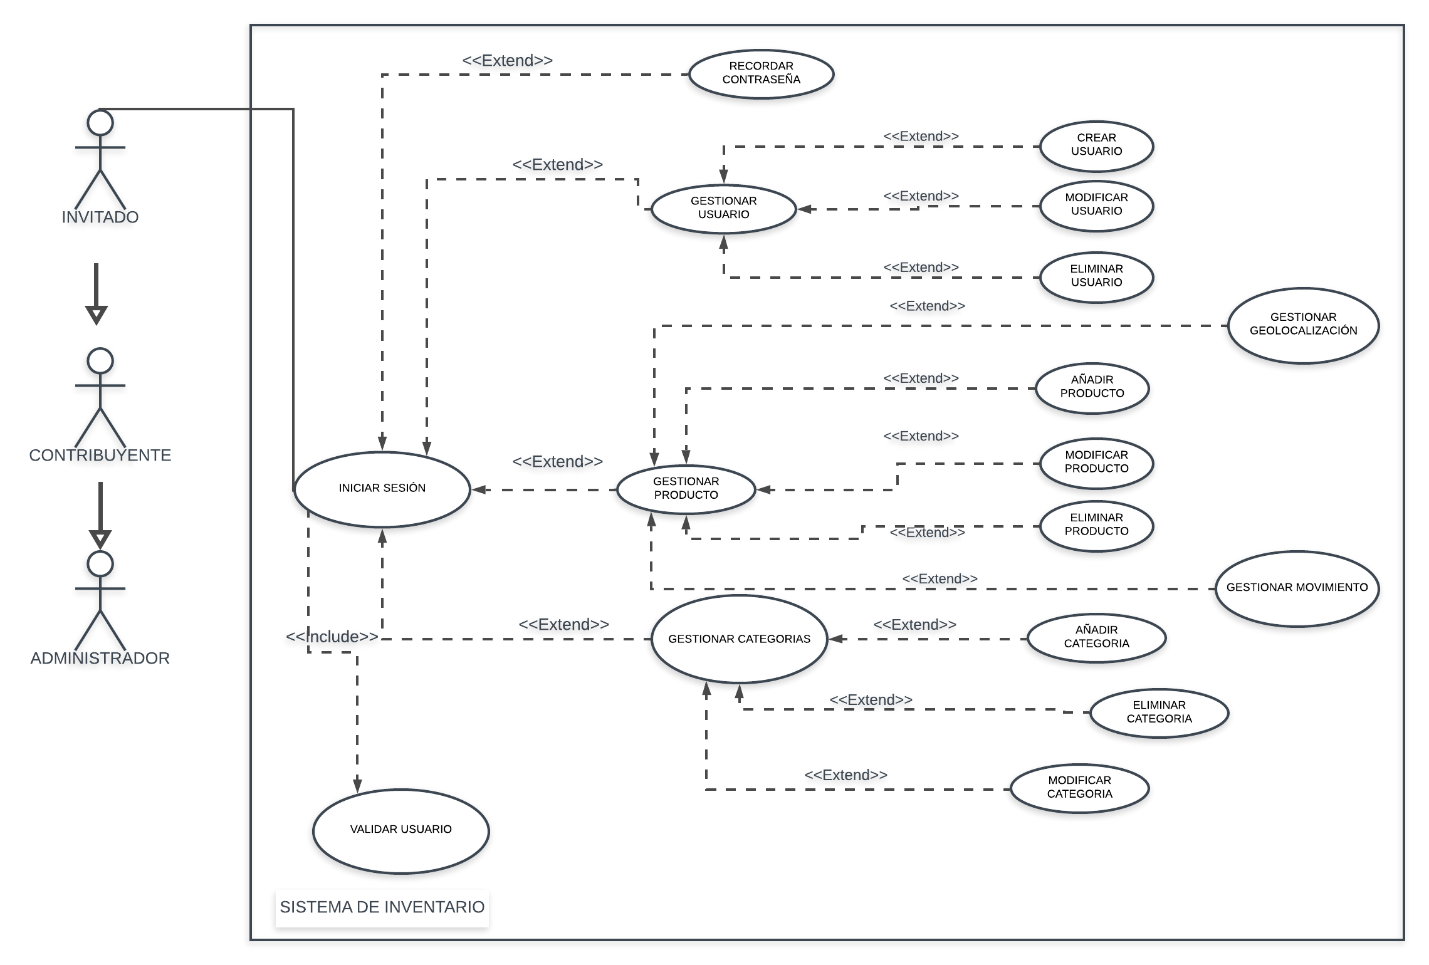 <<Extend>>
RECORDAR
CONTRASEÑA
<<Extend>>
CREAR
USUARIO
INVITADO
<<Extend>>
GESTIONAR
USUARIO
<<Extend>>
MODIFICAR
USUARIO
<<Extend>>
ELIMINAR
USUARIO
<<Extend>>
GESTIONAR
GEOLOCALIZACIÓN
<<Extend>>
AÑADIR
PRODUCTO
CONTRIBUYENTE
<<Extend>>
MODIFICAR
PRODUCTO
INICIAR SESIÓN
<<Extend>>
GESTIONAR
PRODUCTO
<<Extend>>
ELIMINAR
PRODUCTO
<<Extend>>
GESTIONAR MOVIMIENTO
ADMINISTRADOR
<<Include>>
<<Extend>>
GESTIONAR CATEGORIAS
<<Extend>>
AÑADIR
CATEGORIA
<<Extend>>
ELIMINAR
CATEGORIA
<<Extend>>
MODIFICAR
CATEGORIA
VALIDAR USUARIO
SISTEMA DE INVENTARIO